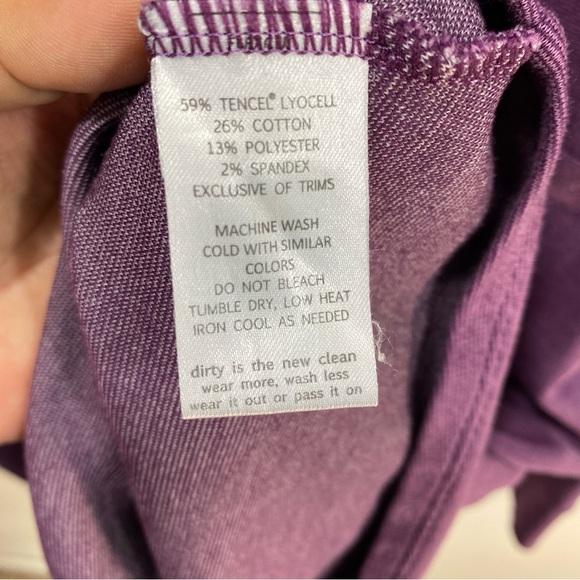 59% TENCEL® LYOCELL
26% COTTON
13% POLYESTER
2% SPANDEX
EXCLUSIVE OF TRIMS
MACHINE WASH
COLD WITH SIMILAR
COLORS
DO NOT BLEACH
TUMBLE DRY, LOW HEAT
IRON COOL AS NEEDED
dirty is the new clean
wear more, wash less
wear it out or pass it on